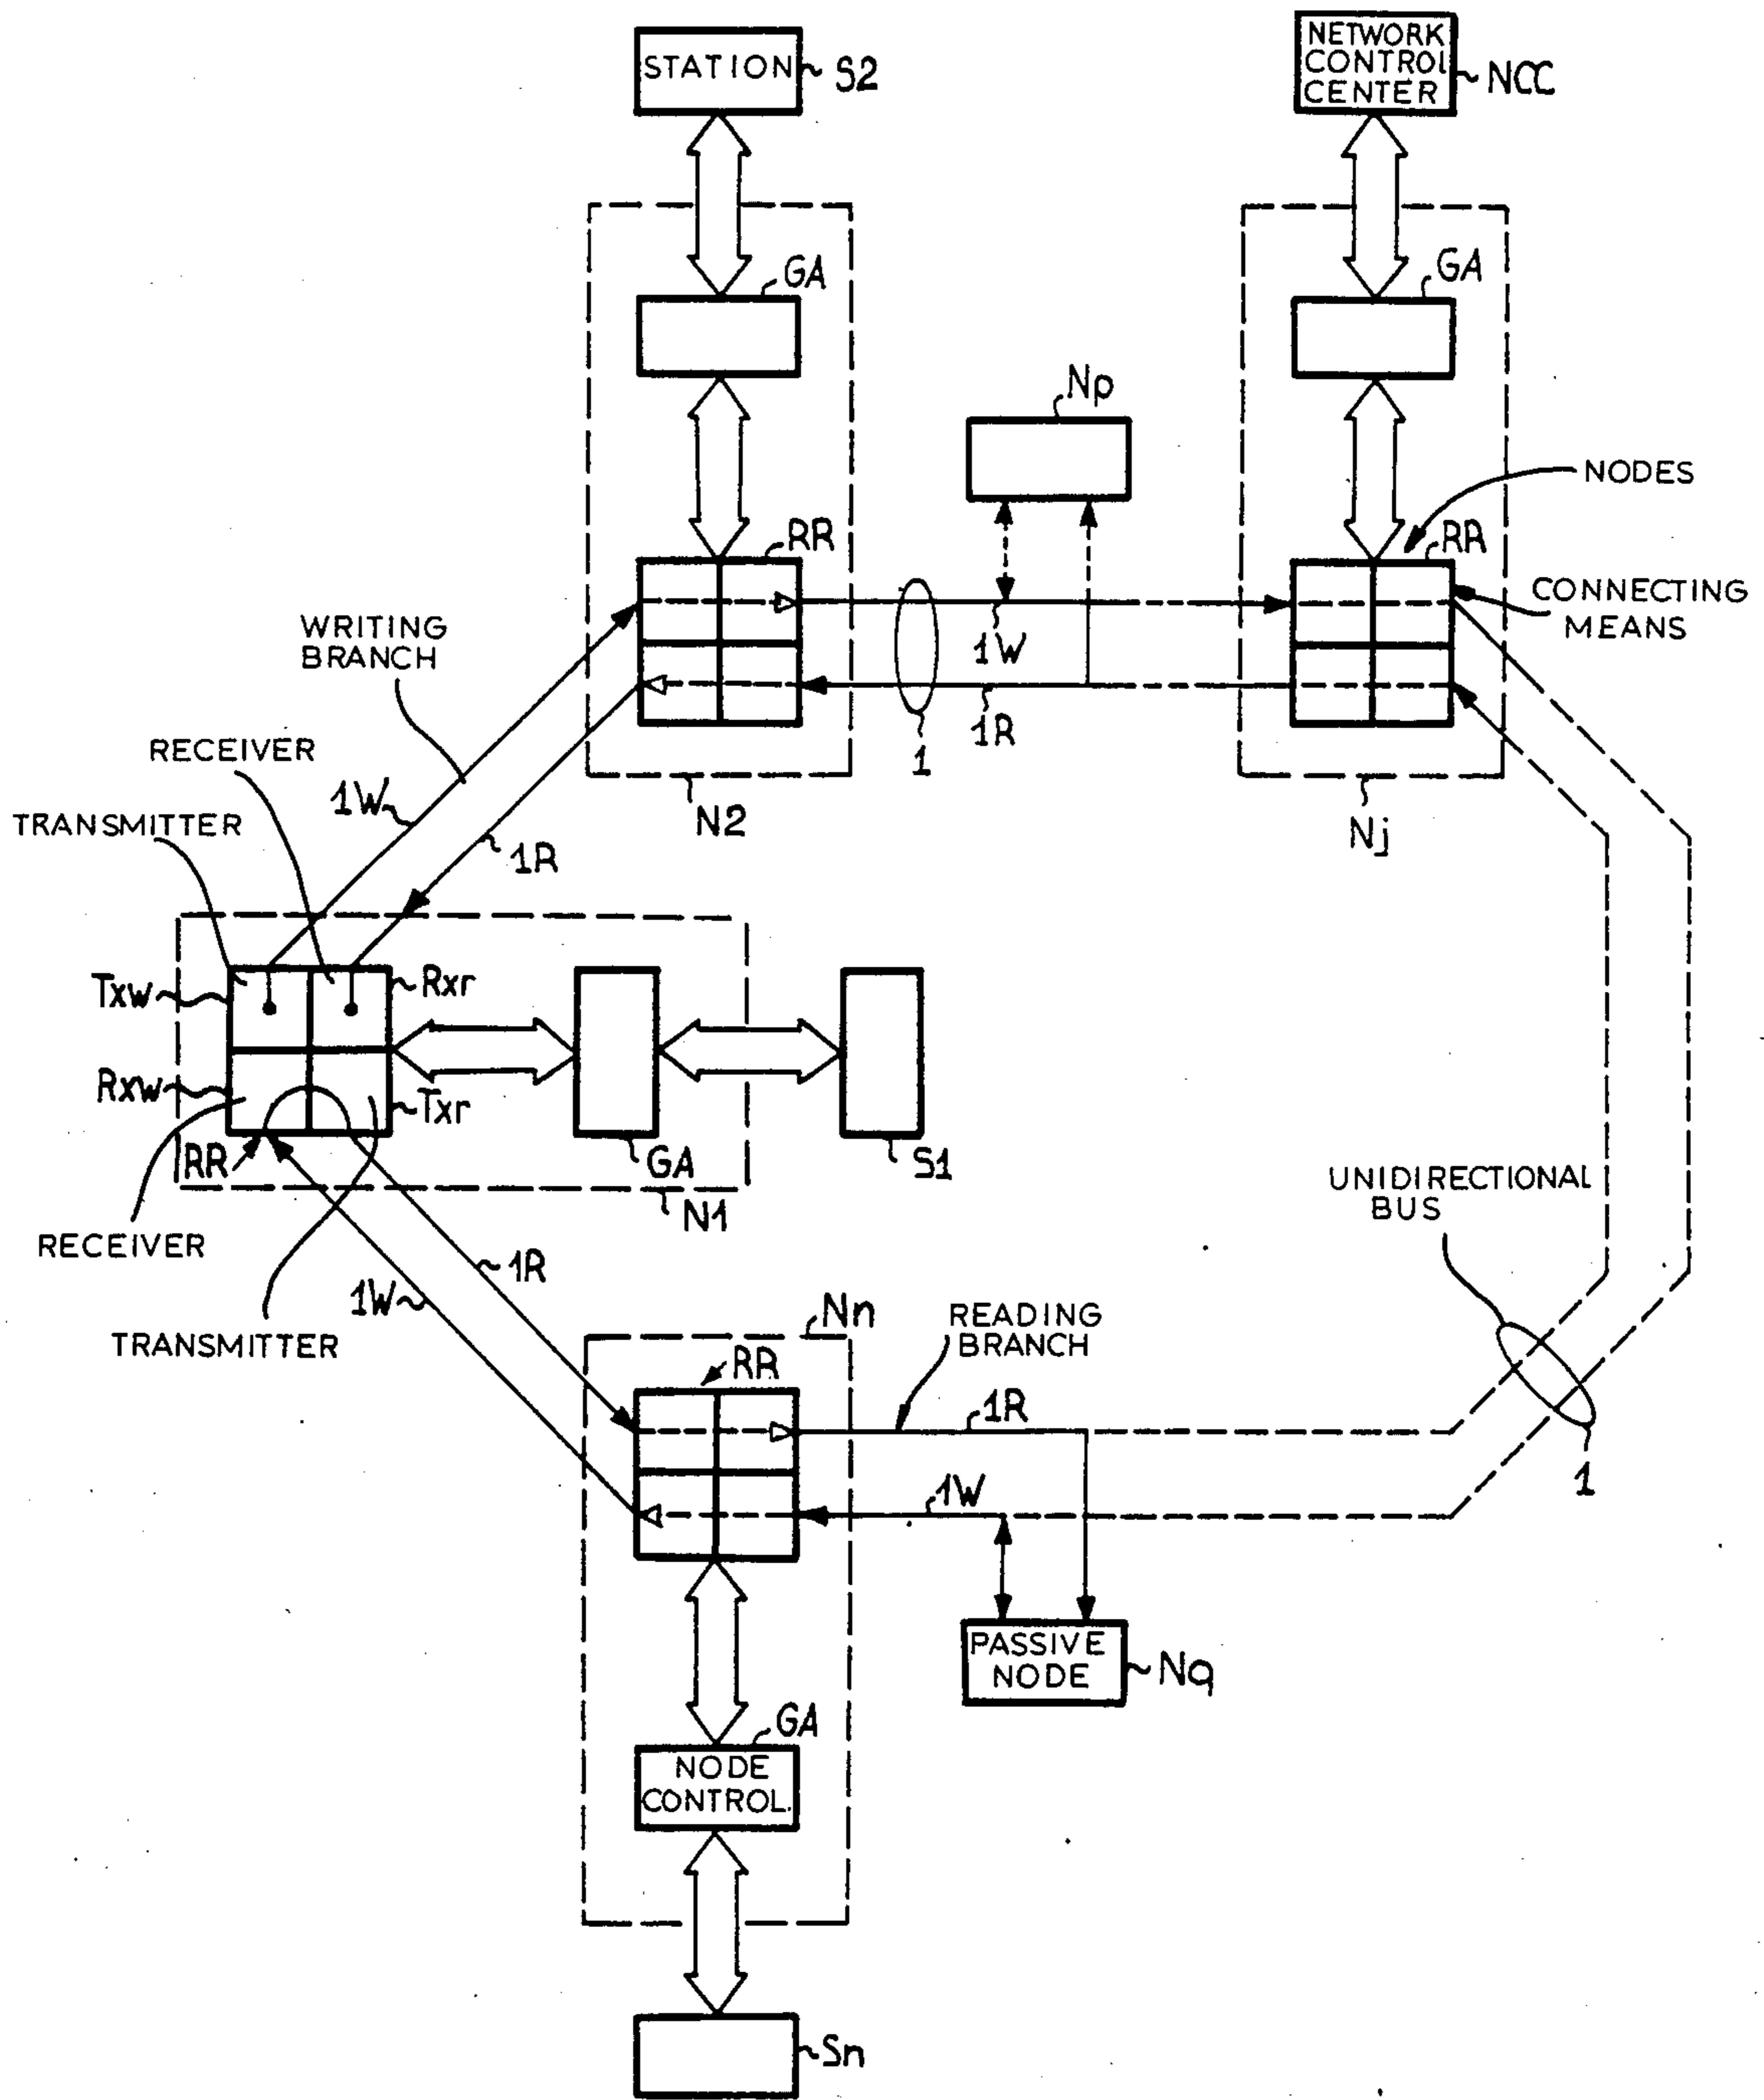 STATION
S2
NETWORK
CONTROL
CENTER
NCC
GA
GA
Np
NODES
RR
RR
CONNECTING
MEANS
WRITING
BRANCH
1W
1R
1
RECEIVER
1W
TRANSMITTER
N2
Nj
1R
Txw
Rxr
Rxw
Txr
RR
GA
S1
N1
UNIDIRECTIONAL
BUS
RECEIVER
1R
1W
TRANSMITTER
Nn
READING
BRANCH
RR
1R
1
1W
PASSIVE
NODE
Nq
GA
NODE
CONTROL.
Sn